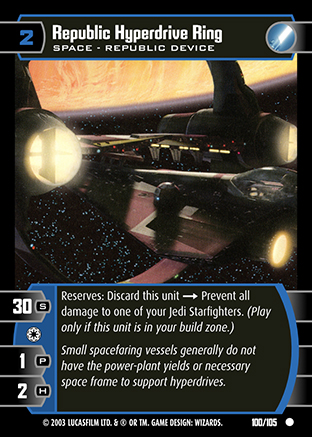 2 Republic Hyperdrive Ring
SPACE - REPUBLIC DEVICE
30 S
1 P
2 H
Reserves: Discard this unit → Prevent all
damage to one of your Jedi Starfighters. (Play
only if this unit is in your build zone.)
Small spacefaring vessels generally do not
have the power-plant yields or necessary
space frame to support hyperdrives.
© 2003 LUCASFILM LTD. & ® OR TM. GAME DESIGN: WIZARDS. 100/105